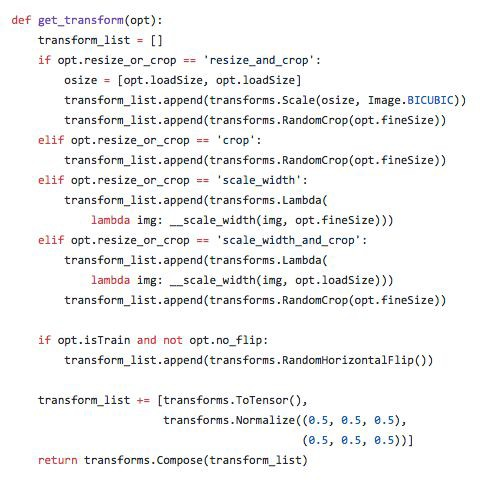 def get_transform(opt):
    transform_list = []
    if opt.resize_or_crop == 'resize_and_crop':
        osize = [opt.loadSize, opt.loadSize]
        transform_list.append(transforms.Scale(osize, Image.BICUBIC))
        transform_list.append(transforms.RandomCrop(opt.fineSize))
    elif opt.resize_or_crop == 'crop':
        transform_list.append(transforms.RandomCrop(opt.fineSize))
    elif opt.resize_or_crop == 'scale_width':
        transform_list.append(transforms.Lambda(
            lambda img: __scale_width(img, opt.fineSize)))
    elif opt.resize_or_crop == 'scale_width_and_crop':
        transform_list.append(transforms.Lambda(
            lambda img: __scale_width(img, opt.loadSize)))
        transform_list.append(transforms.RandomCrop(opt.fineSize))

    if opt.isTrain and not opt.no_flip:
        transform_list.append(transforms.RandomHorizontalFlip())

    transform_list += [transforms.ToTensor(),
                       transforms.Normalize((0.5, 0.5, 0.5),
                                            (0.5, 0.5, 0.5))]
    return transforms.Compose(transform_list)